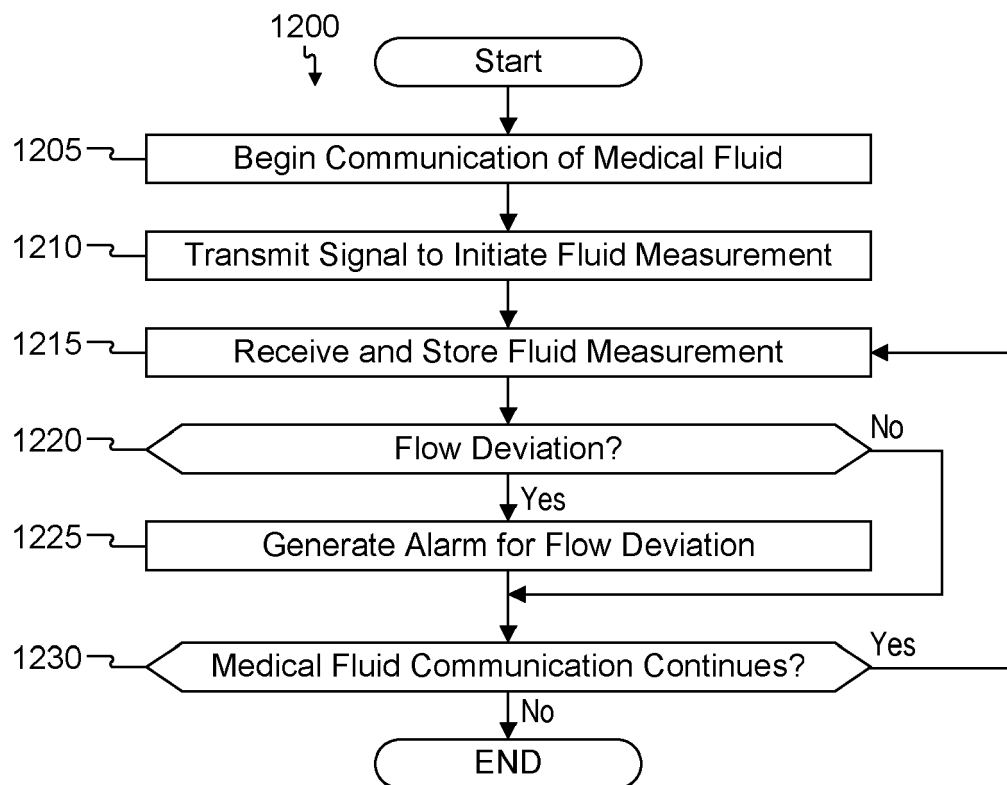 1200
Start
1205
Begin Communication of Medical Fluid
1210
Transmit Signal to Initiate Fluid Measurement
1215
Receive and Store Fluid Measurement
1220
Flow Deviation?
No
Yes
1225
Generate Alarm for Flow Deviation
1230
Medical Fluid Communication Continues?
Yes
No
END